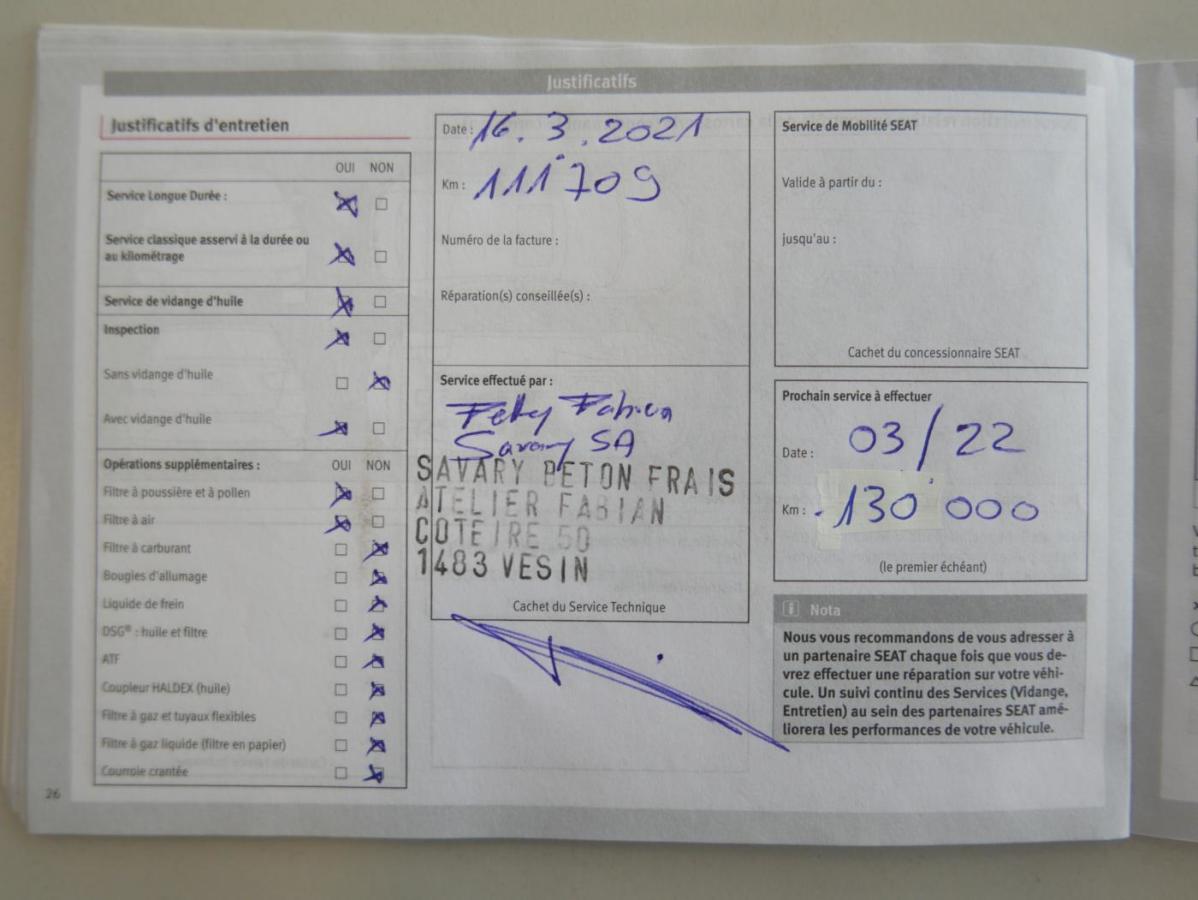 Justificatifs
Justificatifs d'entretien
OUI NON
Service Longue Durée :
Service classique asservi à la durée ou
au kilométrage
Service de vidange d'huile
Inspection
Sans vidange d'huile
Avec vidange d'huile
Opérations supplémentaires : OUI NON
Filtre à poussière et à pollen
Filtre à air
Filtre à carburant
Bougies d'allumage
Liquide de frein
DSG® : huile et filtre
ATF
Coupleur HALDEX (huile)
Filtre à gaz et tuyaux flexibles
Filtre à gaz liquide (filtre en papier)
Courroie crantée
26
Date : 16.3.2021
Km : 111'709
Numéro de la facture :
Réparation(s) conseillée(s) :
Service effectué par :
Savary SA
SAVARY BETON FRAIS
ATELIER FABIAN
COTEIRE 50
1483 VESIN
Cachet du Service Technique
Service de Mobilité SEAT
Valide à partir du :
jusqu'au :
Cachet du concessionnaire SEAT
Prochain service à effectuer
Date : 03/22
Km : 130'000
(le premier échéant)
i Nota
Nous vous recommandons de vous adresser à
un partenaire SEAT chaque fois que vous de-
vrez effectuer une réparation sur votre véhi-
cule. Un suivi continu des Services (Vidange,
Entretien) au sein des partenaires SEAT amé-
liorera les performances de votre véhicule.